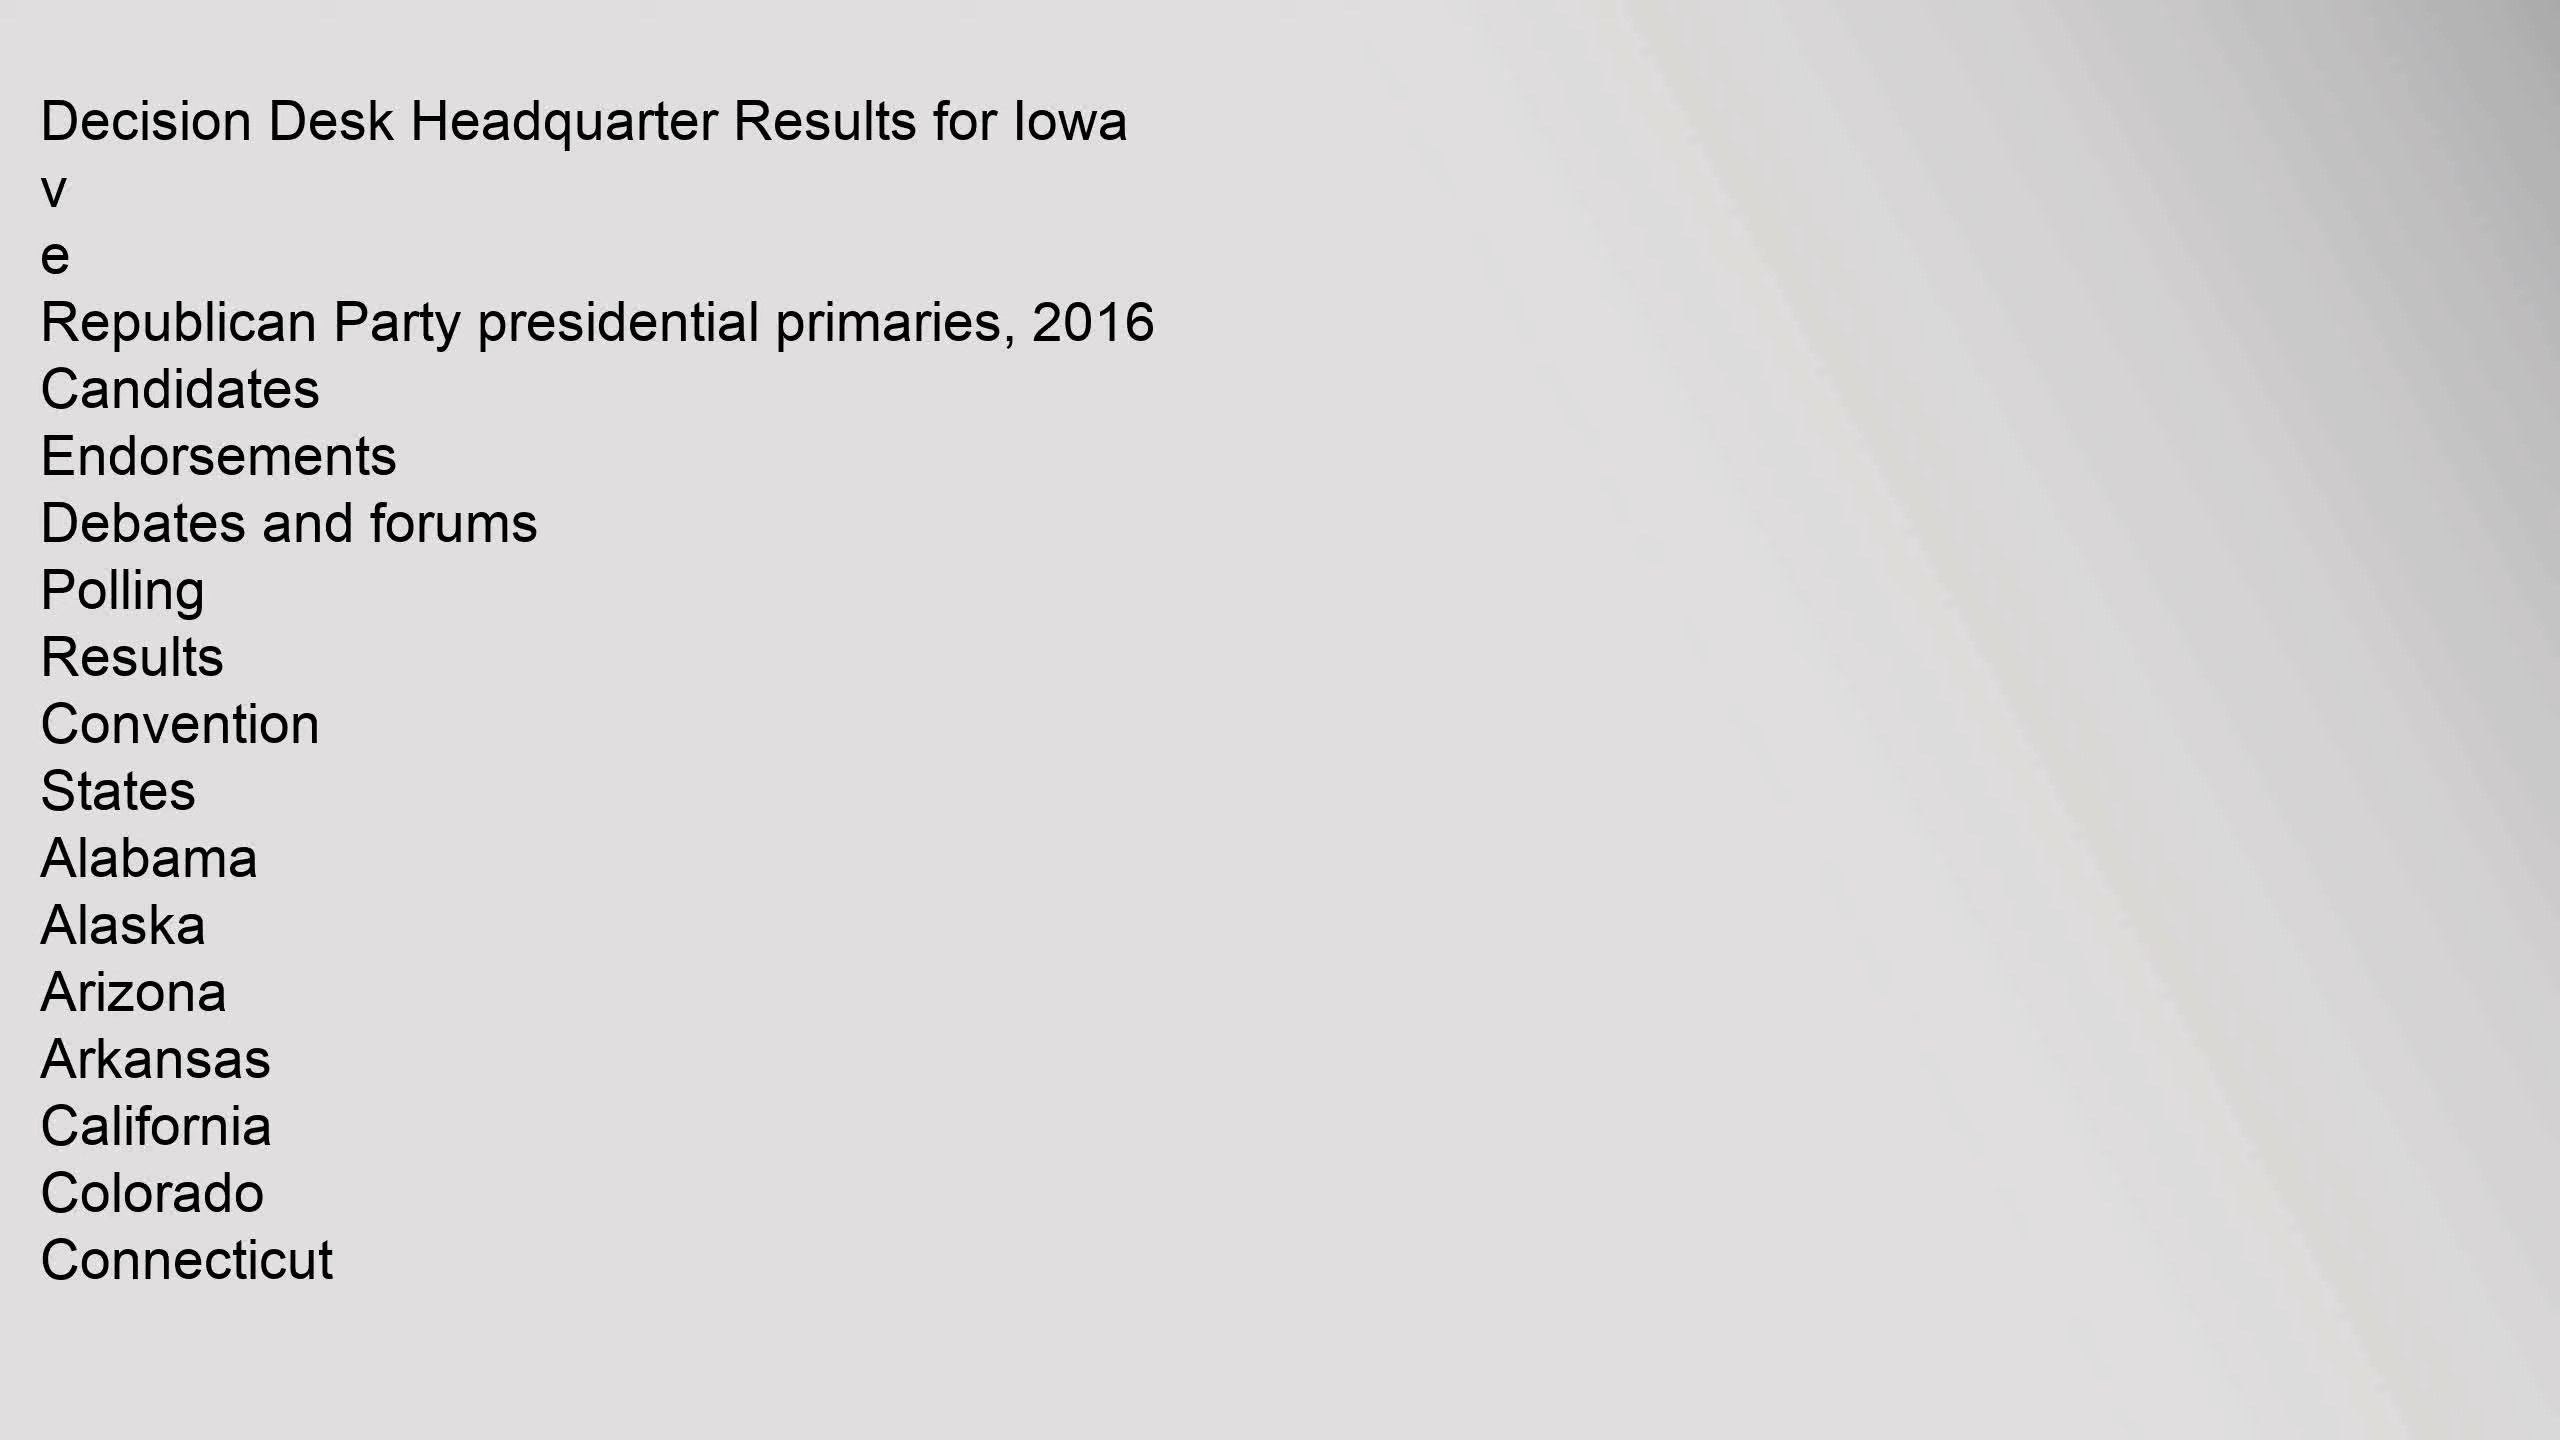 Decision Desk Headquarter Results for Iowa
v
e
Republican Party presidential primaries, 2016
Candidates
Endorsements
Debates and forums
Polling
Results
Convention
States
Alabama
Alaska
Arizona
Arkansas
California
Colorado
Connecticut